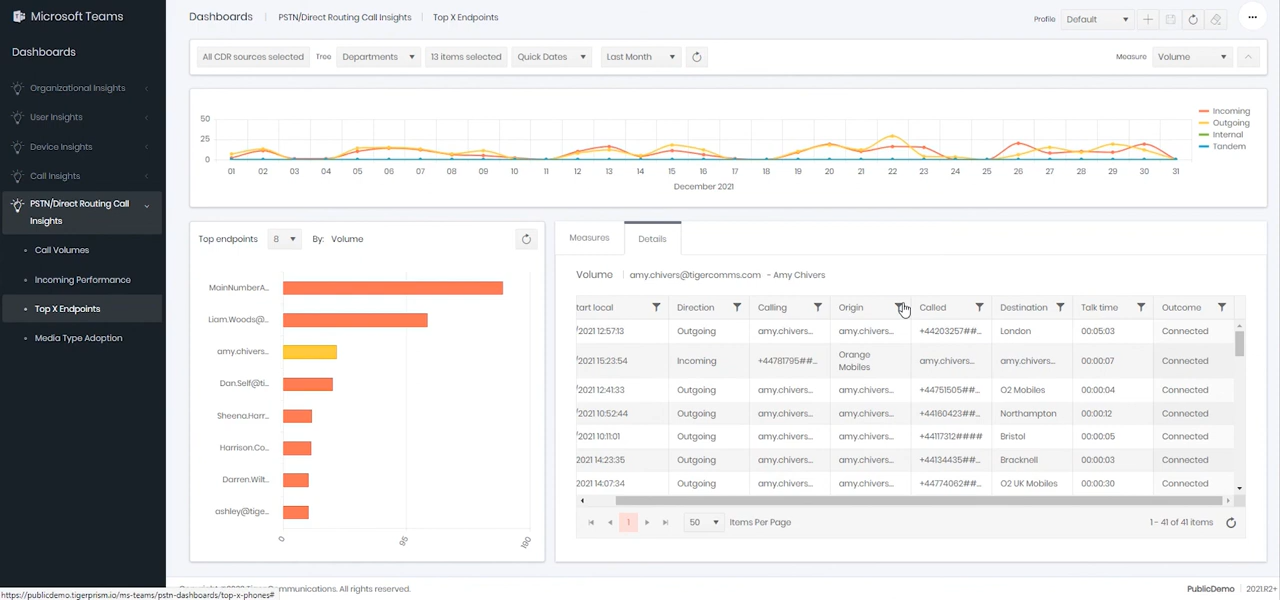 Microsoft Teams
Dashboards
Organizational Insights
User Insights
Device Insights
Call Insights
PSTN/Direct Routing Call
Insights
Call Volumes
Incoming Performance
Top X Endpoints
Media Type Adoption
Dashboards PSTN/Direct Routing Call Insights Top X Endpoints
Profile Default
All CDR sources selected Tree Departments 13 items selected Quick Dates Last Month
Measure Volume
50
25
0
01 02 03 04 05 06 07 08 09 10 11 12 13 14 15 16 17 18 19 20 21 22 23 24 25 26 27 28 29 30 31
December 2021
Incoming
Outgoing
Internal
Tandem
Top endpoints 8 By: Volume
MainNumberA...
Liam.Woods@...
amy.chivers...
Dan.Self@ti...
Sheena.Harr...
Harrison.Co...
Darren.Wilt...
ashley@tige...
0 95 190
Measures Details
Volume amy.chivers@tigercomms.com - Amy Chivers
tart local Direction Calling Origin Called Destination Talk time Outcome
/2021 12:57:13 Outgoing amy.chivers... amy.chivers... +44203257##... London 00:05:03 Connected
/2021 15:23:54 Incoming +44781795##... Orange Mobiles amy.chivers... amy.chivers... 00:00:07 Connected
/2021 12:41:33 Outgoing amy.chivers... amy.chivers... +44751505##... O2 Mobiles 00:00:04 Connected
/2021 10:52:44 Outgoing amy.chivers... amy.chivers... +44160423##... Northampton 00:00:12 Connected
/2021 10:11:01 Outgoing amy.chivers... amy.chivers... +44117312#### Bristol 00:00:05 Connected
/2021 14:23:35 Outgoing amy.chivers... amy.chivers... +44134435##... Bracknell 00:00:03 Connected
/2021 14:07:34 Outgoing amy.chivers... amy.chivers... +44774062##... O2 UK Mobiles 00:00:30 Connected
1 50 Items Per Page 1 - 41 of 41 items
mmunications. All rights reserved.
PublicDemo 2021.R2+
https://publicdemo.tigerprism.io/ms-teams/pstn-dashboards/top-x-phones#